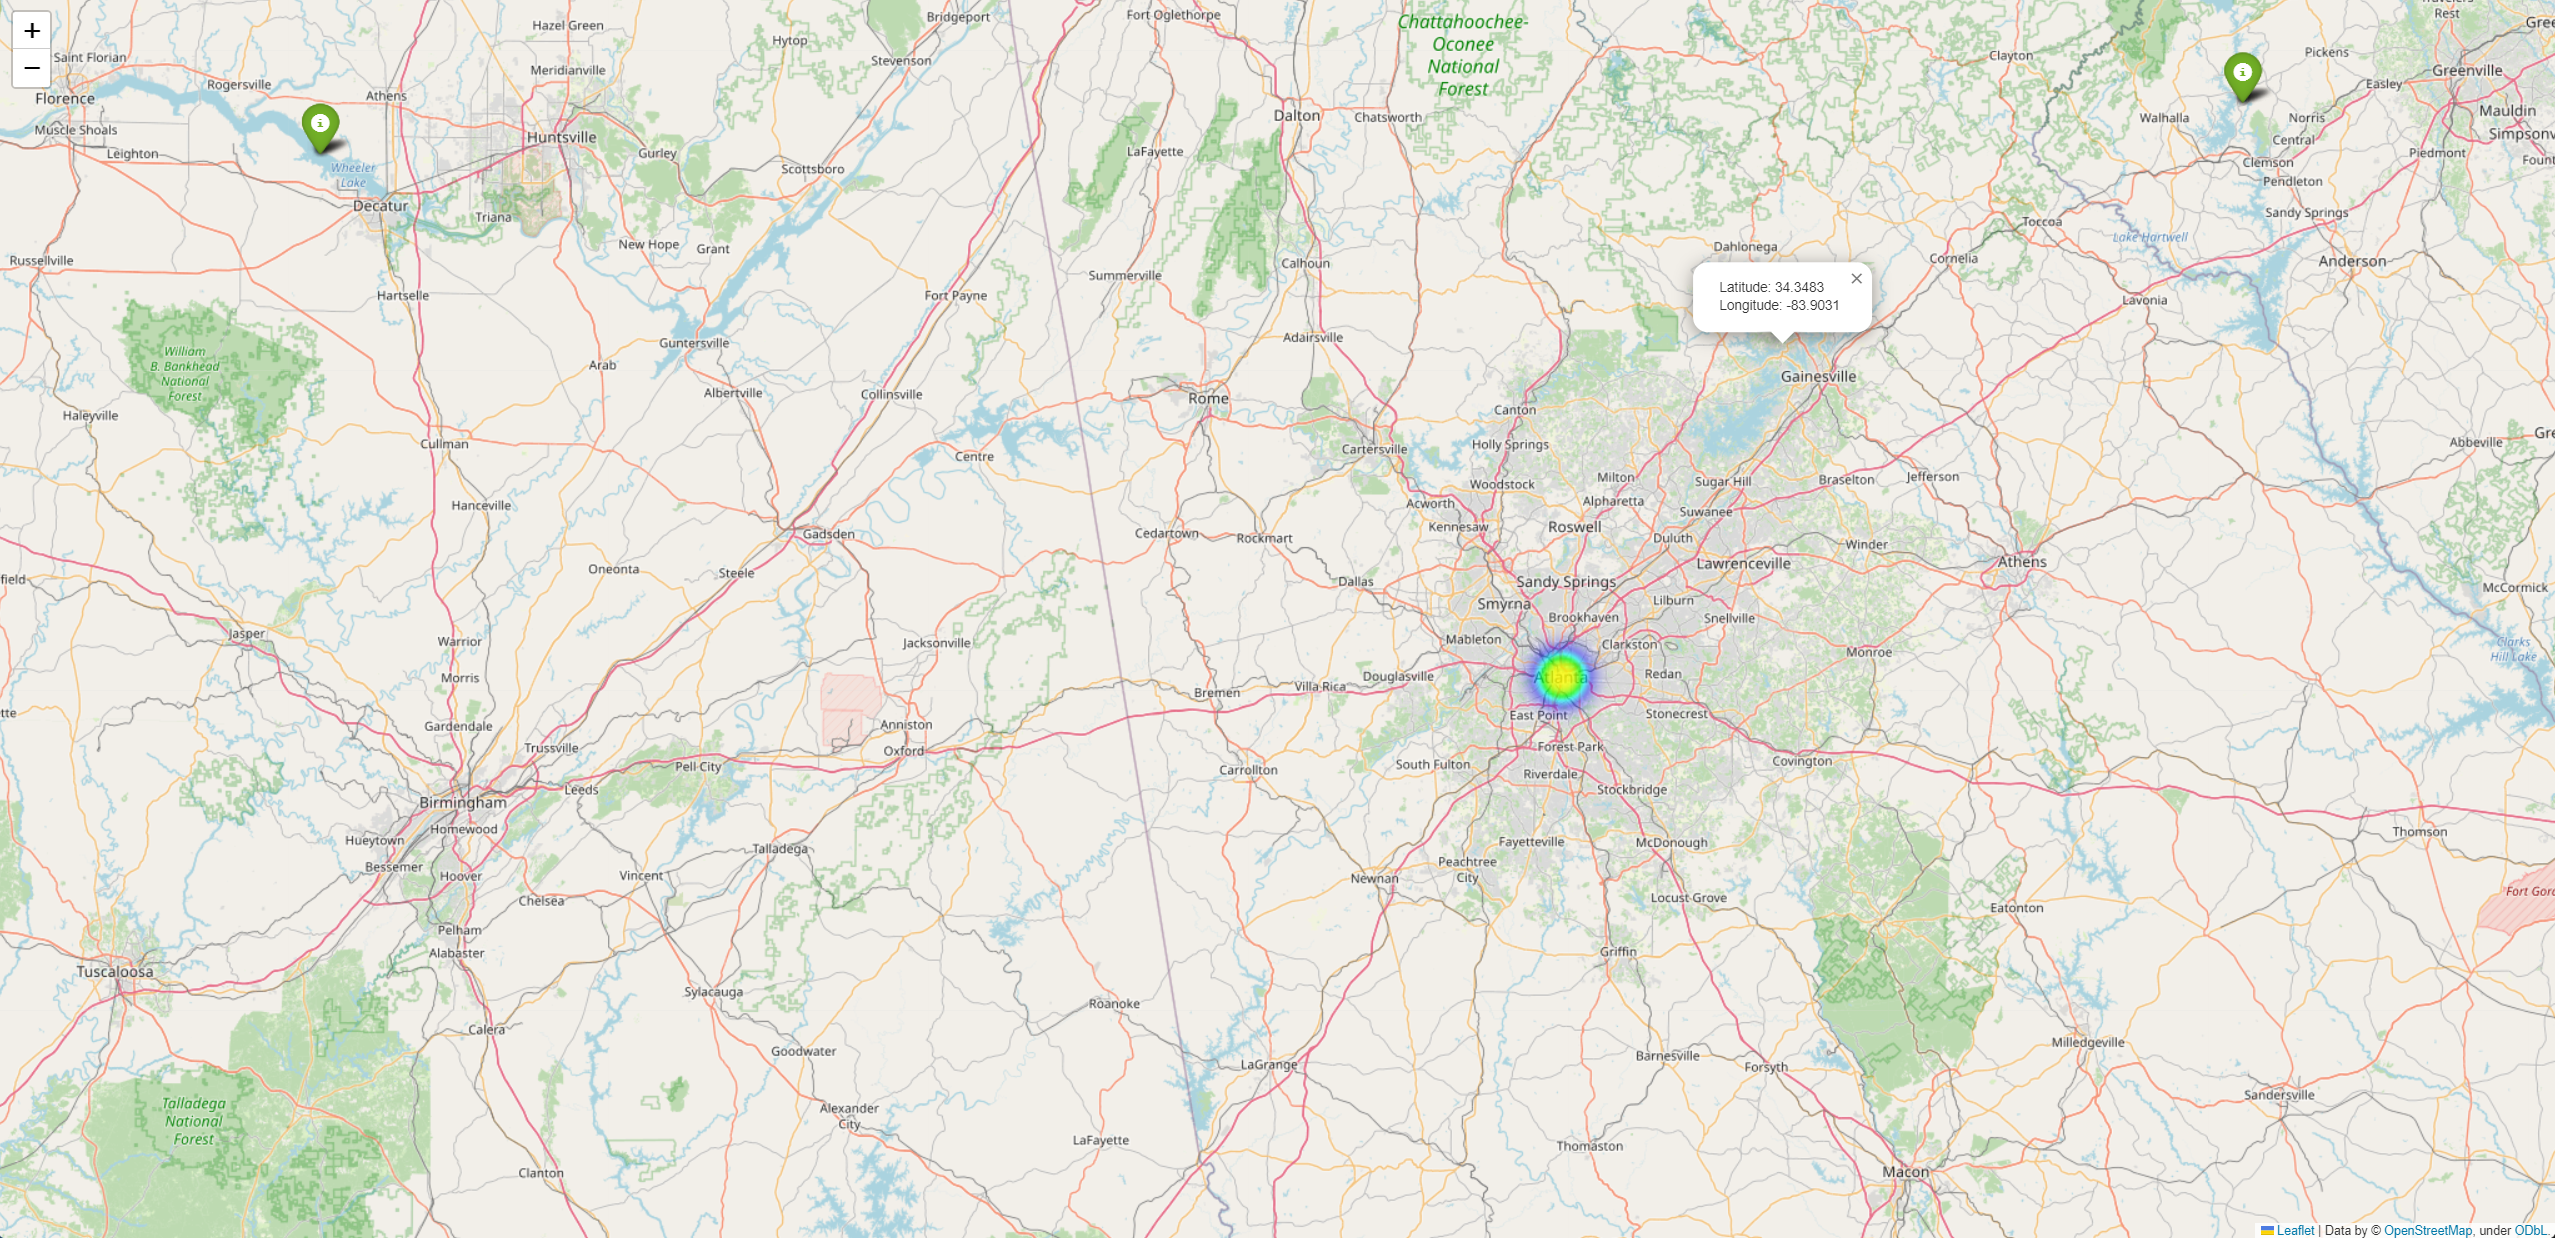 +
−
Saint Florian
Hazel Green
Bridgeport
Fort Oglethorpe
Chattahoochee-
Oconee
National
Forest
Clayton
Pickens
Travelers
Rest
Gree
Hytop
Stevenson
Meridianville
Rogersville
Athens
Florence
Muscle Shoals
Leighton
Wheeler
Lake
Decatur
Huntsville
Gurley
Scottsboro
Triana
New Hope
Grant
Dalton
Chatsworth
LaFayette
Walhalla
Norris
Central
Clemson
Pendleton
Sandy Springs
Easley
Greenville
Mauldin
Simpsonv
Piedmont
Fount
Russellville
Hartselle
Fort Payne
Summerville
Calhoun
Dahlonega
Cornelia
Toccoa
Lake Hartwell
Anderson
Lavonia
Latitude: 34.3483
Longitude: -83.9031
×
William
B. Bankhead
National
Forest
Guntersville
Arab
Albertville
Collinsville
Adairsville
Gainesville
Haleyville
Cullman
Centre
Rome
Cartersville
Canton
Holly Springs
Woodstock
Milton
Alpharetta
Sugar Hill
Braselton
Jefferson
Abbeville
Gre
Hanceville
Gadsden
Cedartown
Rockmart
Acworth
Kennesaw
Roswell
Suwanee
Duluth
Winder
Athens
field
Oneonta
Steele
Dallas
Sandy Springs
Lawrenceville
Smyrna
Brookhaven
Lilburn
Snellville
McCormick
Jasper
Warrior
Jacksonville
Mableton
Clarkston
Monroe
Clarks
Hill Lake
Morris
Bremen
Villa Rica
Douglasville
Atlanta
Redan
tte
Gardendale
Anniston
East Point
Stonecrest
Trussville
Oxford
Forest Park
Pell City
Carrollton
South Fulton
Riverdale
Covington
Birmingham
Leeds
Stockbridge
Homewood
Hueytown
Talladega
Fayetteville
McDonough
Thomson
Bessemer
Hoover
Vincent
Newnan
Peachtree
City
Chelsea
Locust Grove
Eatonton
Fort Gord
Pelham
Alabaster
Griffin
Tuscaloosa
Sylacauga
Roanoke
Calera
Goodwater
LaGrange
Barnesville
Forsyth
Milledgeville
Talladega
National
Forest
Alexander
City
Sandersville
LaFayette
Thomaston
Clanton
Macon
Leaflet | Data by © OpenStreetMap, under ODbL.